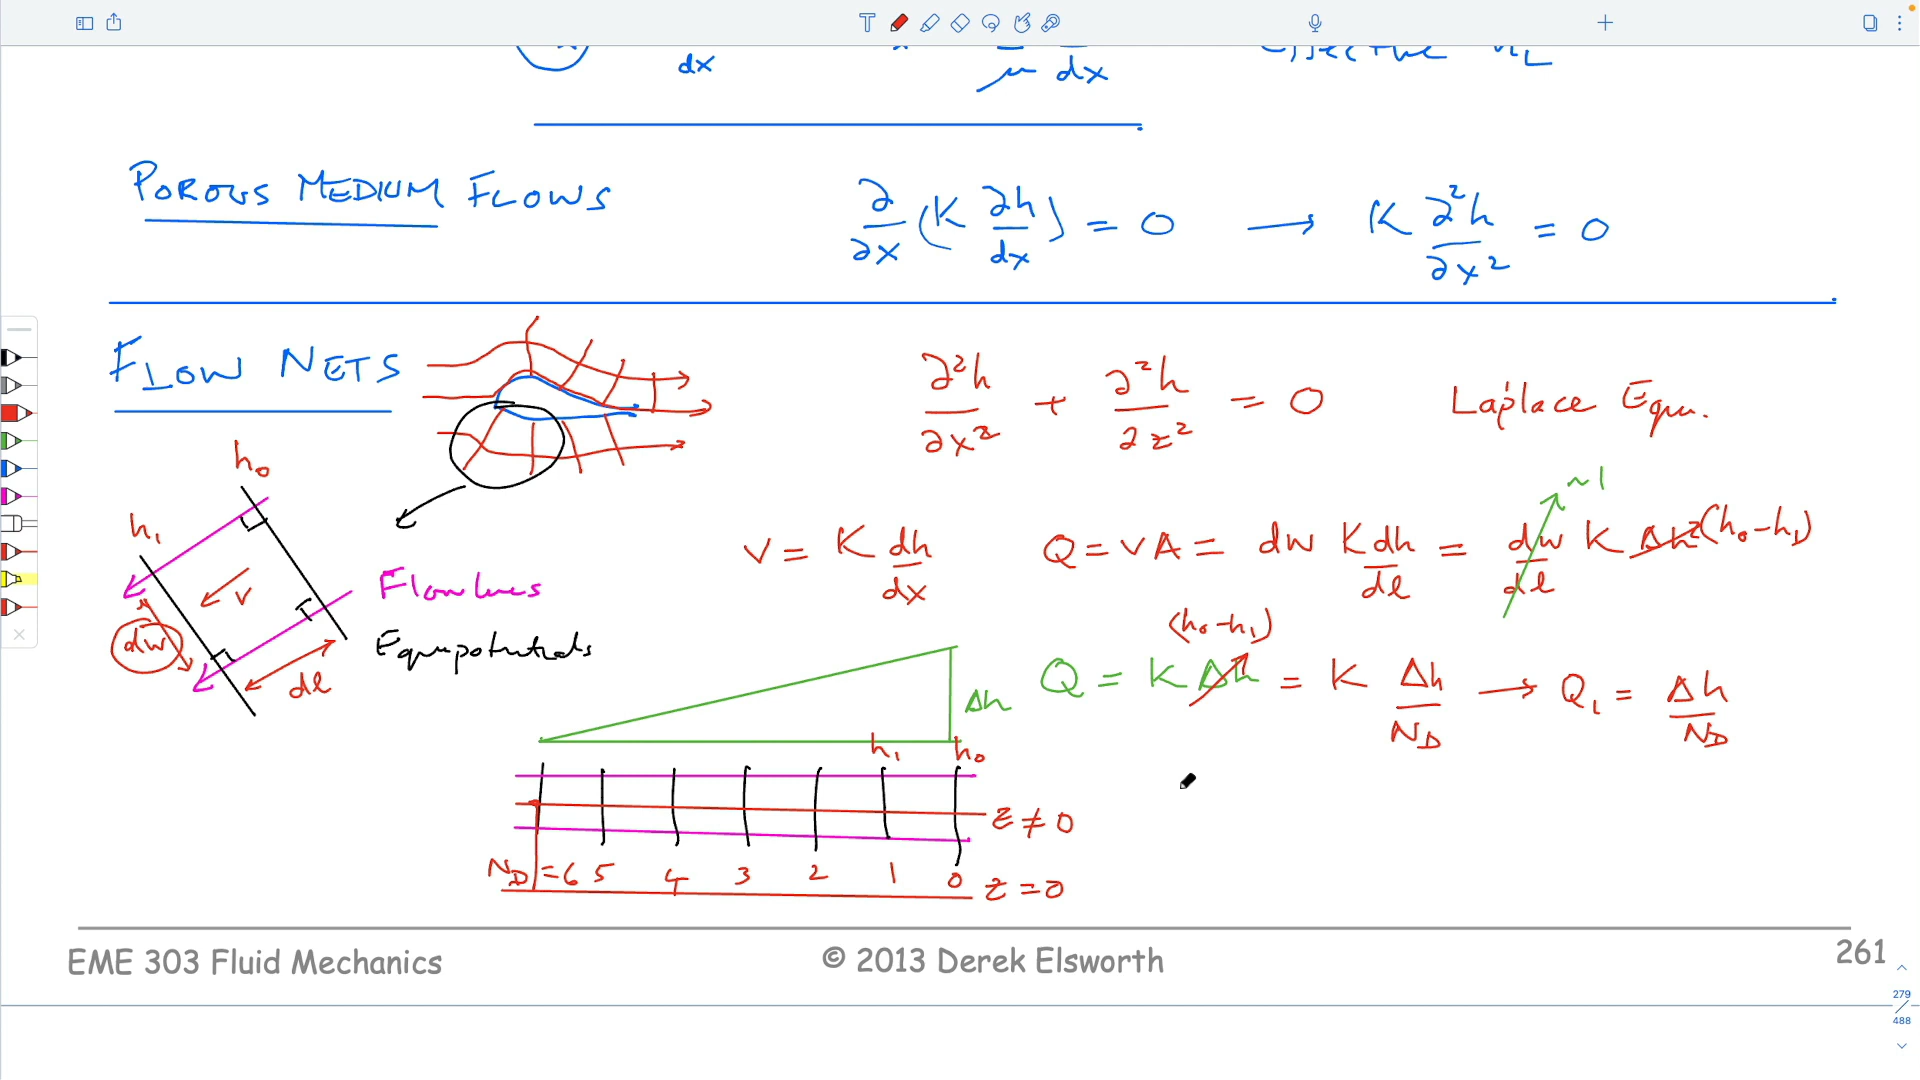 dx
μ dx
POROUS MEDIUM FLOWS
∂/∂x (K ∂h/dx) = 0 → K ∂²h/∂x² = 0
FLOW NETS
∂²h/∂x² + ∂²h/∂z² = 0 Laplace Equn.
h₀
h₁
v
dw
dl
Flowlines
Equipotentials
V = K dh/dx Q = VA = dw K dh/dl = dw/dl K Δh (h₀-h₁)
~1
(h₀-h₁)
Q = K Δh = K Δh/N_D → Q₁ = Δh/N_D
Δh
h₁ h₀
z ≠ 0
N_D = 6 5 4 3 2 1 0 z = 0
EME 303 Fluid Mechanics
© 2013 Derek Elsworth
261
279
488